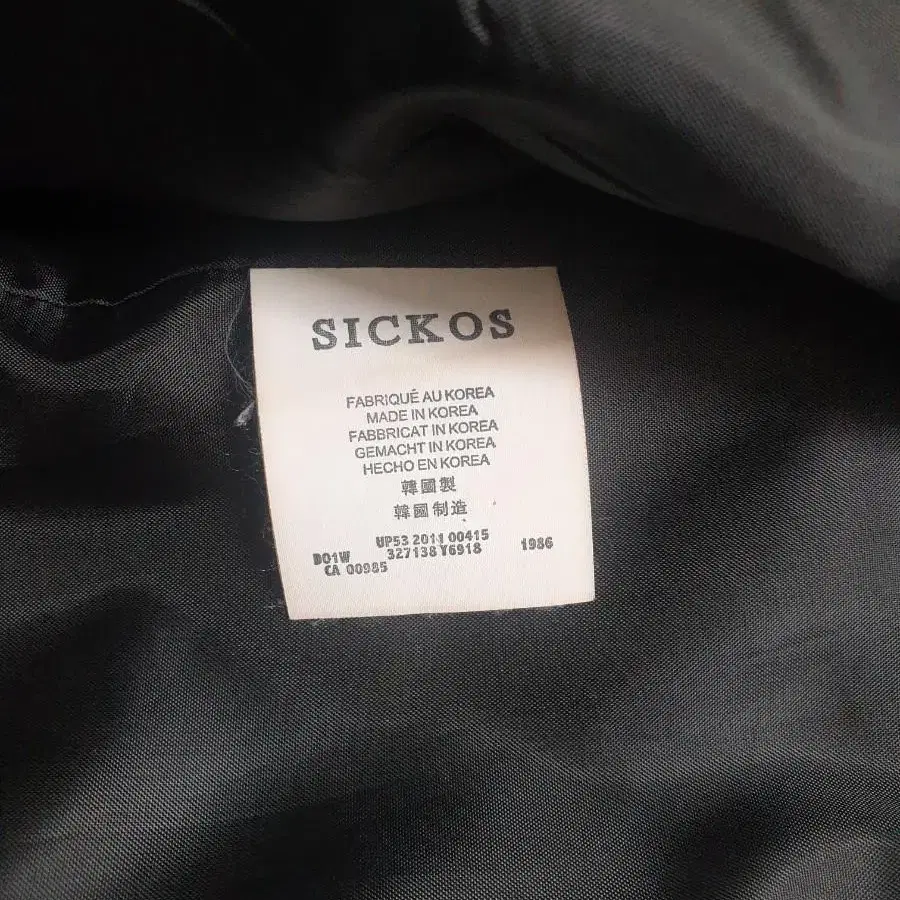 SICKOS
FABRIQUÉ AU KOREA
MADE IN KOREA
FABBRICAT IN KOREA
GEMACHT IN KOREA
HECHO EN KOREA
韓國製
韓國制造
UP53 2011 00415
D01W 327138 Y6918 1986
CA 00985